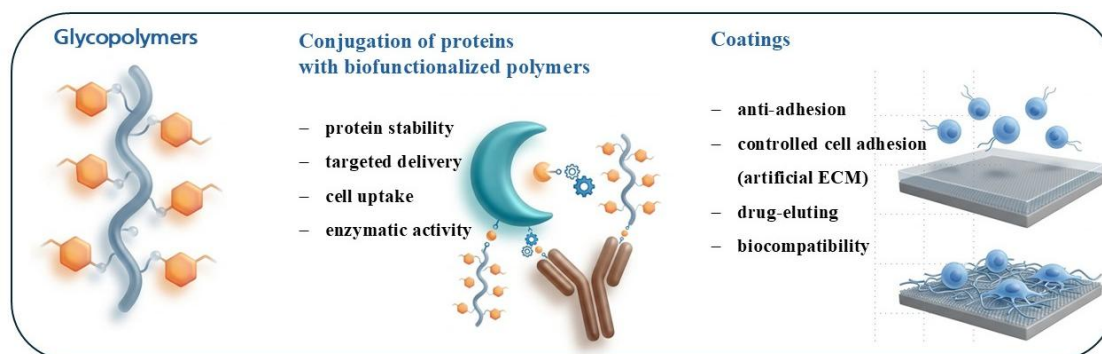 Glycopolymers
Conjugation of proteins
with biofunctionalized polymers
– protein stability
– targeted delivery
– cell uptake
– enzymatic activity
Coatings
– anti-adhesion
– controlled cell adhesion
(artificial ECM)
– drug-eluting
– biocompatibility